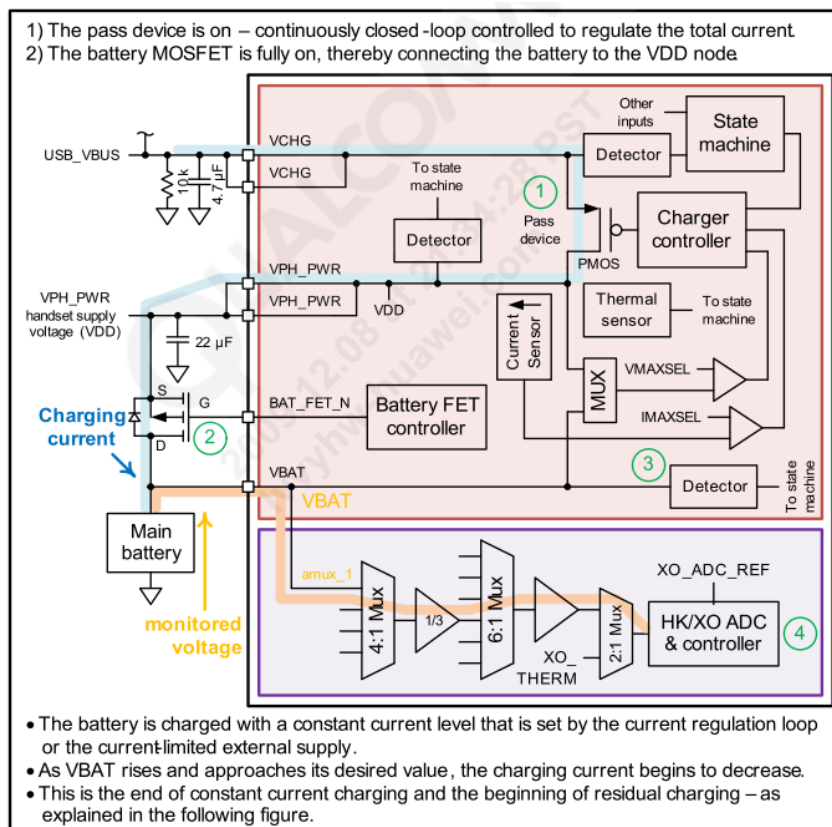 1) The pass device is on – continuously closed-loop controlled to regulate the total current.
2) The battery MOSFET is fully on, thereby connecting the battery to the VDD node.
Other
inputs
State
machine
USB_VBUS
VCHG
VCHG
10k
4.7 µF
To state
machine
Detector
Detector
1
Pass
device
PMOS
Charger
controller
VPH_PWR
VPH_PWR
VPH_PWR
handset supply
voltage (VDD)
VDD
22 µF
Current
Sensor
Thermal
sensor
To state
machine
MUX
VMAXSEL
IMAXSEL
S
G
D
2
Charging
current
BAT_FET_N
Battery FET
controller
3
VBAT
VBAT
Detector
To state
machine
Main
battery
monitored
voltage
amux_1
4:1 Mux
1/3
6:1 Mux
2:1 Mux
XO_
THERM
XO_ADC_REF
HK/XO ADC
& controller
4
• The battery is charged with a constant current level that is set by the current regulation loop
or the current-limited external supply.
• As VBAT rises and approaches its desired value, the charging current begins to decrease.
• This is the end of constant current charging and the beginning of residual charging – as
explained in the following figure.
QUALCOMM